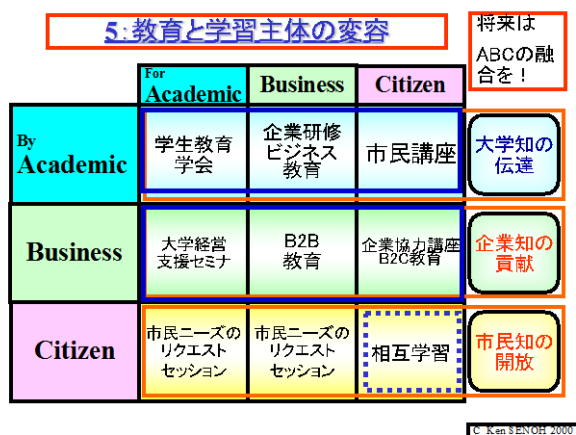 5:教育と学習主体の変容
将来は
ABCの融
合を！
For
Academic
Business
Citizen
By
Academic
学生教育
学会
企業研修
ビジネス
教育
市民講座
大学知の
伝達
Business
大学経営
支援セミナ
B2B
教育
企業協力講座
B2C教育
企業知の
貢献
Citizen
市民ニーズの
リクエスト
セッション
市民ニーズの
リクエスト
セッション
相互学習
市民知の
開放
C Ken SENOH 2000